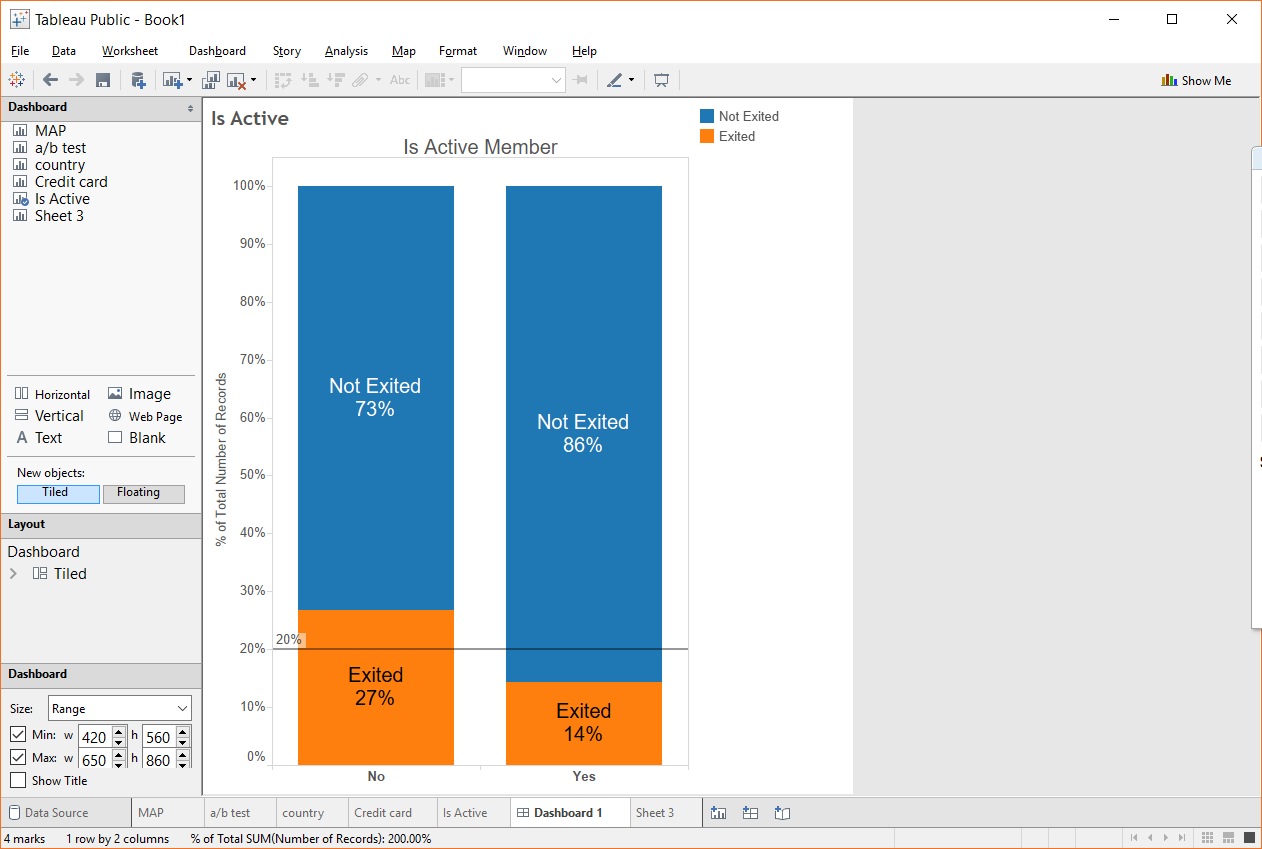 Tableau Public - Book1
File Data Worksheet Dashboard Story Analysis Map Format Window Help
Abc
Show Me
Dashboard
MAP
a/b test
country
Credit card
Is Active
Sheet 3
Horizontal Image
Vertical Web Page
A Text Blank
New objects:
Tiled Floating
Layout
Dashboard
Tiled
Dashboard
Size: Range
Min: w 420 h 560
Max: w 650 h 860
Show Title
Is Active
Is Active Member
Not Exited
Exited
% of Total Number of Records
100%
90%
80%
70%
60%
50%
40%
30%
20%
10%
0%
20%
Not Exited
73%
Exited
27%
Not Exited
86%
Exited
14%
No Yes
Data Source MAP a/b test country Credit card Is Active Dashboard 1 Sheet 3
4 marks 1 row by 2 columns % of Total SUM(Number of Records): 200.00%